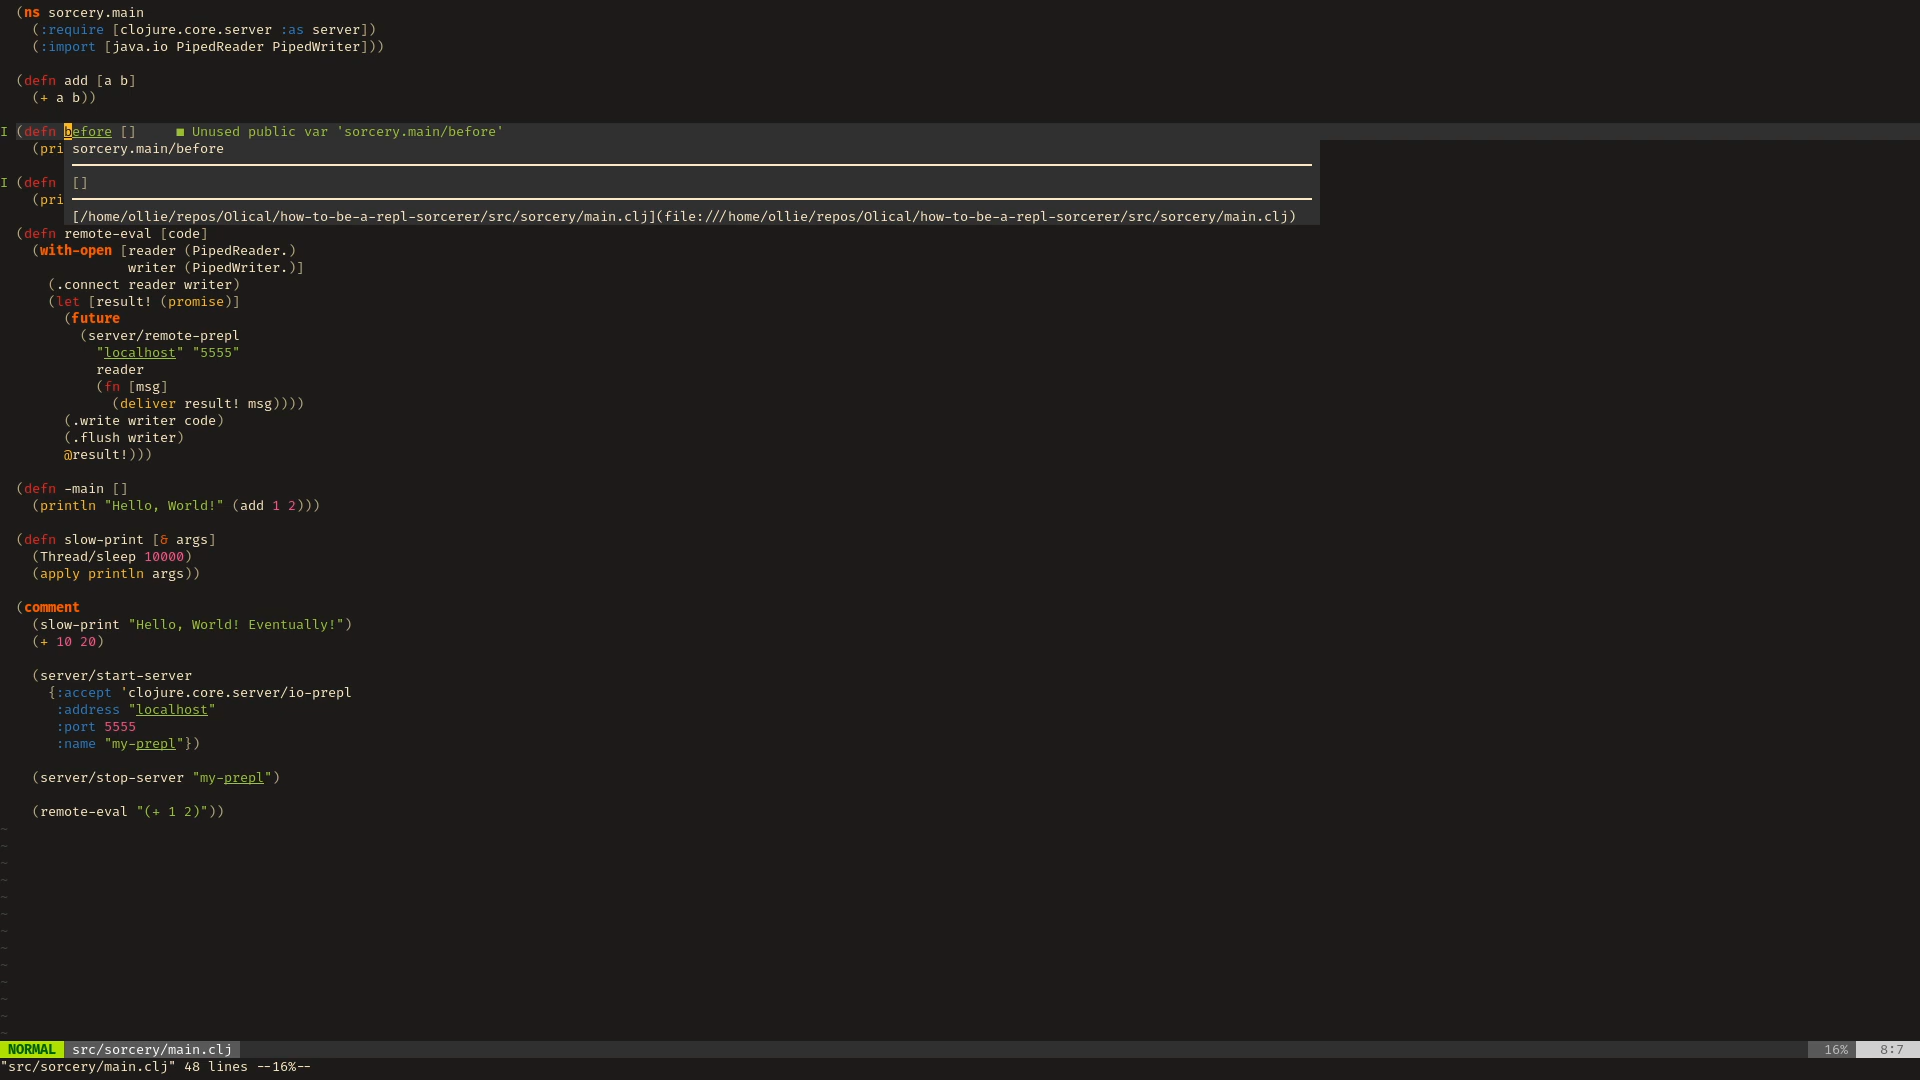 (ns sorcery.main
  (:require [clojure.core.server :as server])
  (:import [java.io PipedReader PipedWriter]))
(defn add [a b]
  (+ a b))
I (defn before []     ■ Unused public var 'sorcery.main/before'
  (pri sorcery.main/before
I (defn []
  (pri
[/home/ollie/repos/Olical/how-to-be-a-repl-sorcerer/src/sorcery/main.clj](file:///home/ollie/repos/Olical/how-to-be-a-repl-sorcerer/src/sorcery/main.clj)
(defn remote-eval [code]
  (with-open [reader (PipedReader.)
              writer (PipedWriter.)]
    (.connect reader writer)
    (let [result! (promise)]
      (future
        (server/remote-prepl
          "localhost" "5555"
          reader
          (fn [msg]
            (deliver result! msg))))
      (.write writer code)
      (.flush writer)
      @result!)))
(defn -main []
  (println "Hello, World!" (add 1 2)))
(defn slow-print [& args]
  (Thread/sleep 10000)
  (apply println args))
(comment
  (slow-print "Hello, World! Eventually!")
  (+ 10 20)
  (server/start-server
    {:accept 'clojure.core.server/io-prepl
     :address "localhost"
     :port 5555
     :name "my-prepl"})
  (server/stop-server "my-prepl")
  (remote-eval "(+ 1 2)"))
~
~
~
~
~
~
~
~
~
~
~
~
~
NORMAL src/sorcery/main.clj 16% 8:7
"src/sorcery/main.clj" 48 lines --16%--